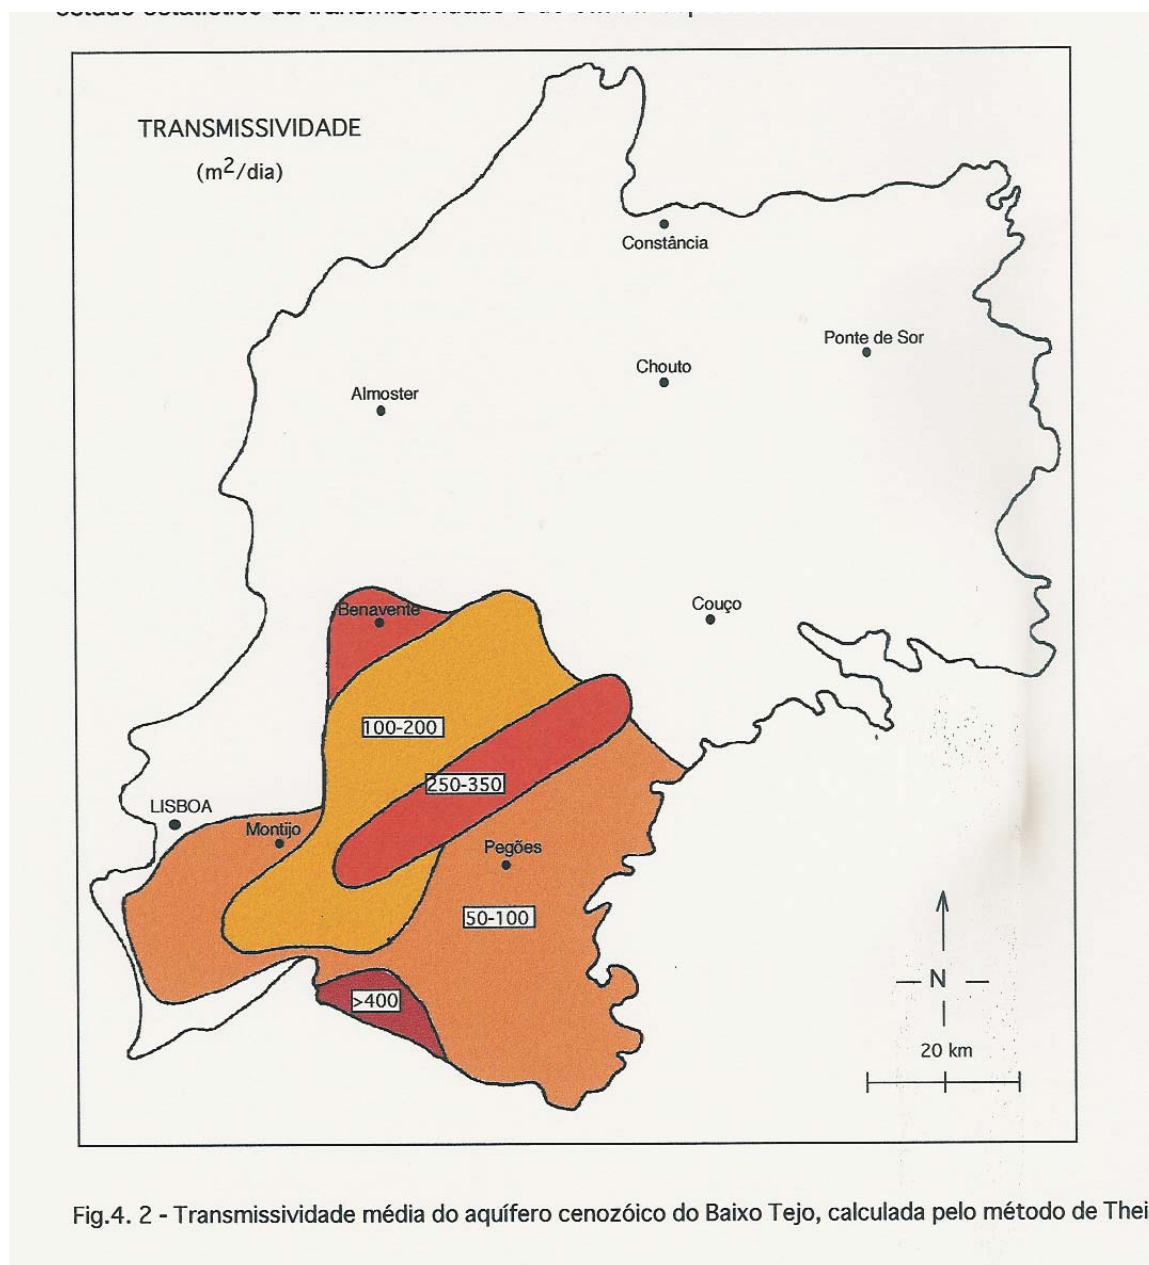 TRANSMISSIVIDADE
(m²/dia)
Constância
Ponte de Sor
Chouto
Almoster
Couço
Benavente
100-200
250-350
LISBOA
Montijo
Pegões
50-100
>400
N
20 km
Fig.4. 2 - Transmissividade média do aquífero cenozóico do Baixo Tejo, calculada pelo método de Thei